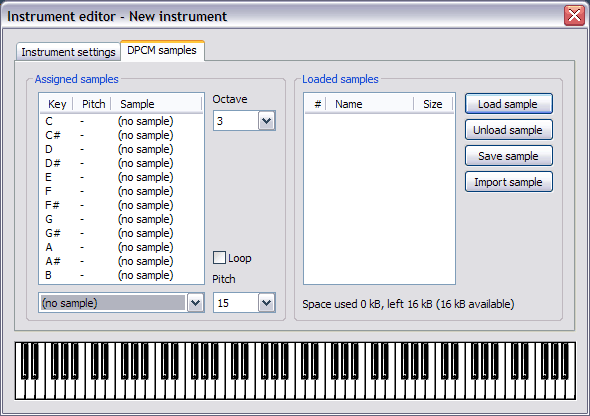 Instrument editor - New instrument
Instrument settings DPCM samples
Assigned samples
Key Pitch Sample
C - (no sample)
C# - (no sample)
D - (no sample)
D# - (no sample)
E - (no sample)
F - (no sample)
F# - (no sample)
G - (no sample)
G# - (no sample)
A - (no sample)
A# - (no sample)
B - (no sample)
(no sample)
Octave
3
Loop
Pitch
15
Loaded samples
# Name Size
Space used 0 kB, left 16 kB (16 kB available)
Load sample
Unload sample
Save sample
Import sample